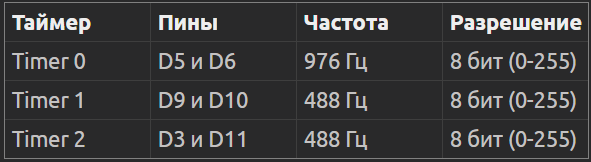 Таймер Пины Частота Разрешение
Timer 0 D5 и D6 976 Гц 8 бит (0-255)
Timer 1 D9 и D10 488 Гц 8 бит (0-255)
Timer 2 D3 и D11 488 Гц 8 бит (0-255)